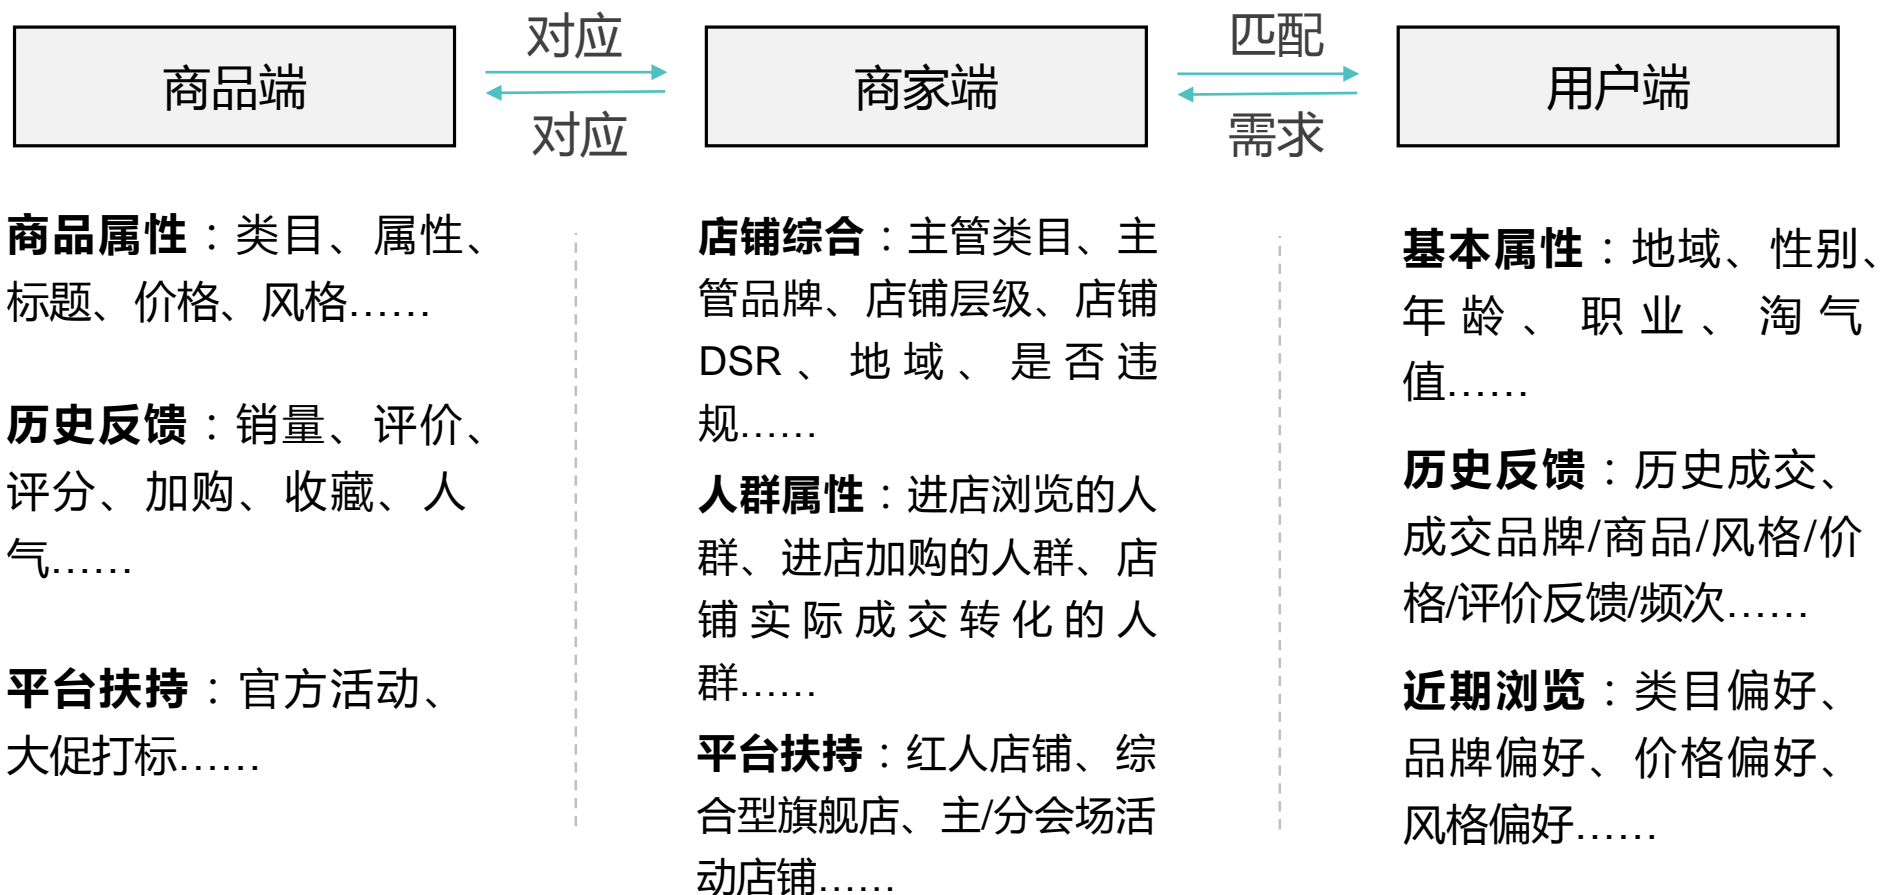 商品端
对应
对应
商家端
匹配
需求
用户端
商品属性：类目、属性、
标题、价格、风格……
历史反馈：销量、评价、
评分、加购、收藏、人
气……
平台扶持：官方活动、
大促打标……
店铺综合：主管类目、主
管品牌、店铺层级、店铺
DSR、地域、是否违
规……
人群属性：进店浏览的人
群、进店加购的人群、店
铺实际成交转化的人
群……
平台扶持：红人店铺、综
合型旗舰店、主/分会场活
动店铺……
基本属性：地域、性别、
年龄、职业、淘气
值……
历史反馈：历史成交、
成交品牌/商品/风格/价
格/评价反馈/频次……
近期浏览：类目偏好、
品牌偏好、价格偏好、
风格偏好……